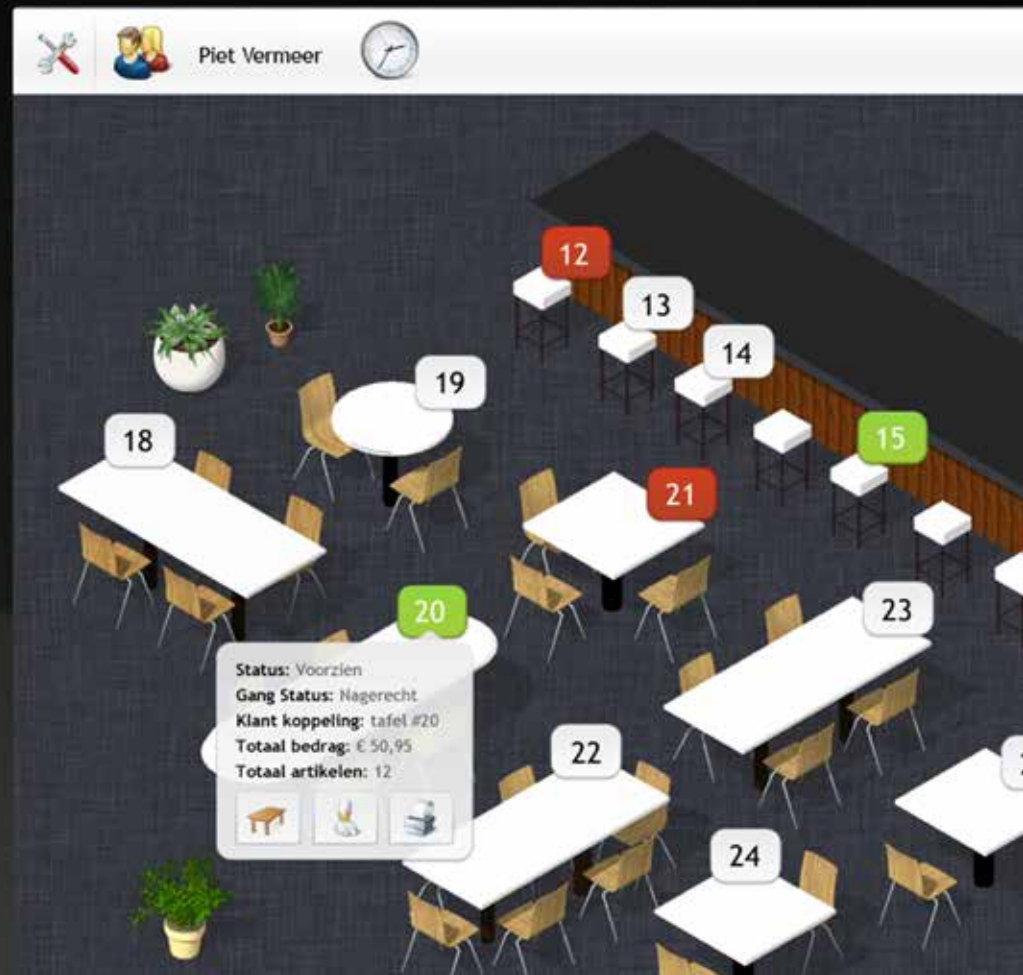 Piet Vermeer
12
13
14
19
18
15
21
20
23
Status: Voorzien
Gang Status: Nagerecht
Klant koppeling: tafel #20
Totaal bedrag: € 50,95
Totaal artikelen: 12
22
24